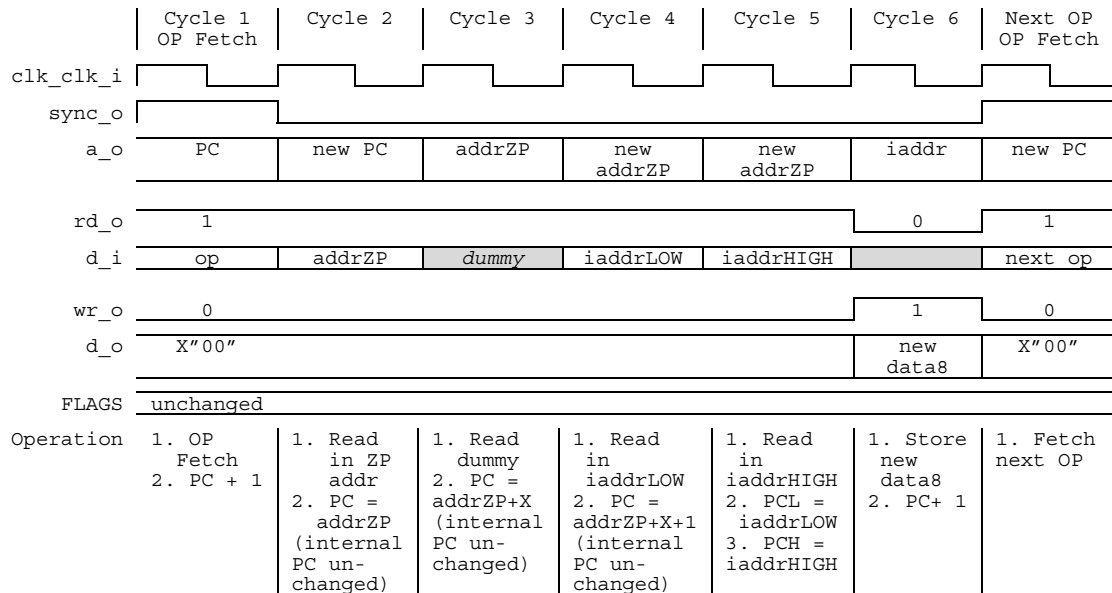 Cycle 1 Cycle 2 Cycle 3 Cycle 4 Cycle 5 Cycle 6 Next OP
OP Fetch OP Fetch
clk_clk_i
sync_o
a_o PC new PC addrZP new new iaddr new PC
addrZP addrZP
rd_o 1 0 1
d_i op addrZP dummy iaddrLOW iaddrHIGH next op
wr_o 0 1 0
d_o X"00" new X"00"
data8
FLAGS unchanged
Operation 1. OP 1. Read 1. Read 1. Read 1. Read 1. Store 1. Fetch
Fetch in ZP dummy in in new next OP
2. PC + 1 addr 2. PC = iaddrLOW iaddrHIGH data8
2. PC = addrZP+X 2. PC = 2. PCL = 2. PC+ 1
addrZP (internal addrZP+X+1 iaddrLOW
(internal PC un- (internal 3. PCH =
PC un- changed) PC un- iaddrHIGH
changed) changed)